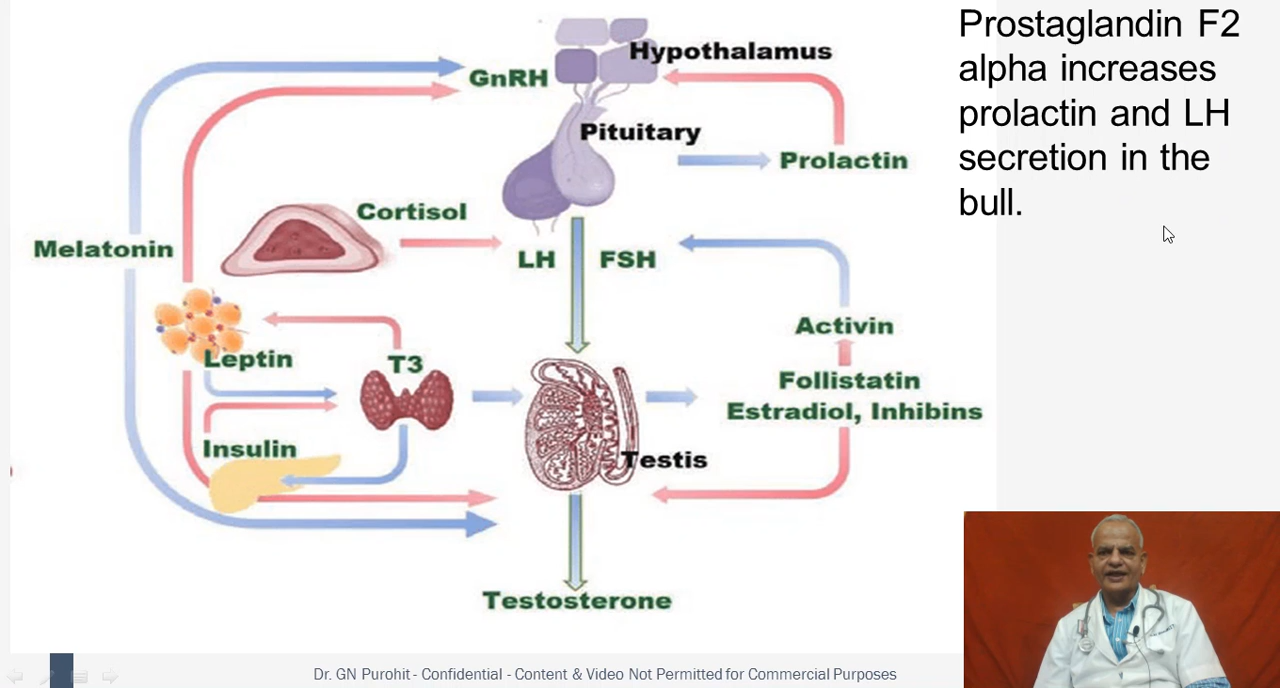 Prostaglandin F2
alpha increases
prolactin and LH
secretion in the
bull.
Hypothalamus
GnRH
Pituitary
Prolactin
Cortisol
Melatonin
LH
FSH
Activin
Leptin
T3
Follistatin
Estradiol, Inhibins
Insulin
Testis
Testosterone
Dr. GN Purohit - Confidential - Content & Video Not Permitted for Commercial Purposes